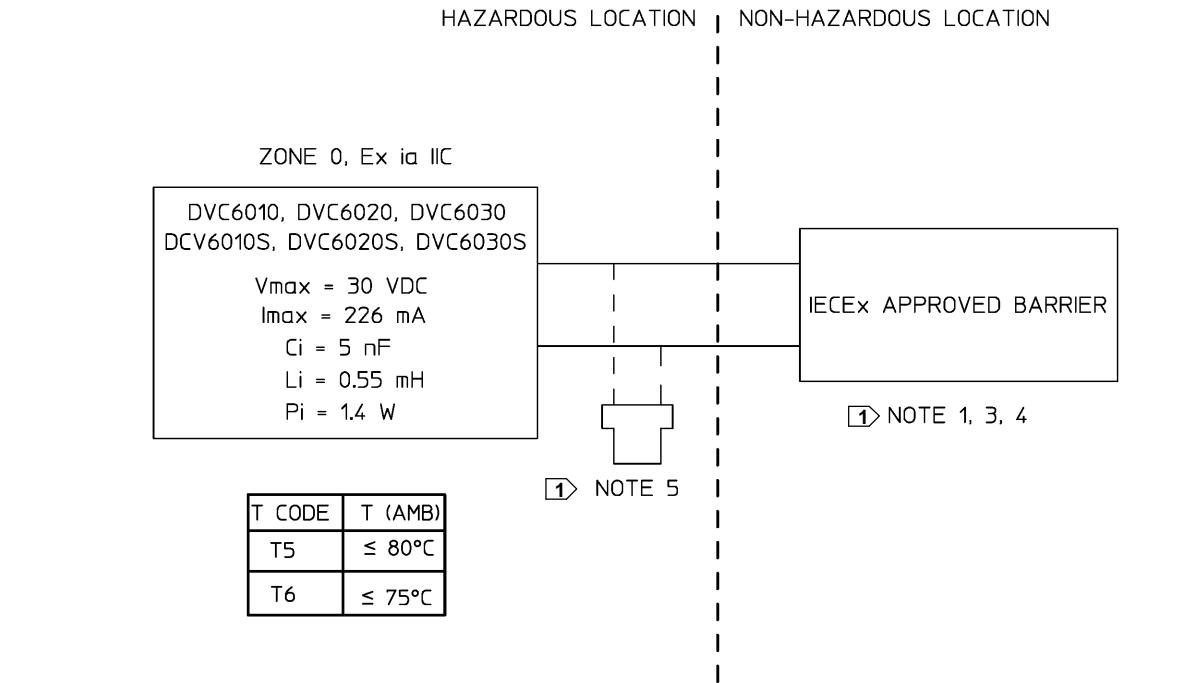 HAZARDOUS LOCATION
NON-HAZARDOUS LOCATION
ZONE 0, Ex ia IIC
DVC6010, DVC6020, DVC6030
DCV6010S, DVC6020S, DVC6030S
Vmax = 30 VDC
Imax = 226 mA
Ci = 5 nF
Li = 0.55 mH
Pi = 1.4 W
IECEx APPROVED BARRIER
1 NOTE 1, 3, 4
1 NOTE 5
T CODE T (AMB)
T5 ≤ 80°C
T6 ≤ 75°C